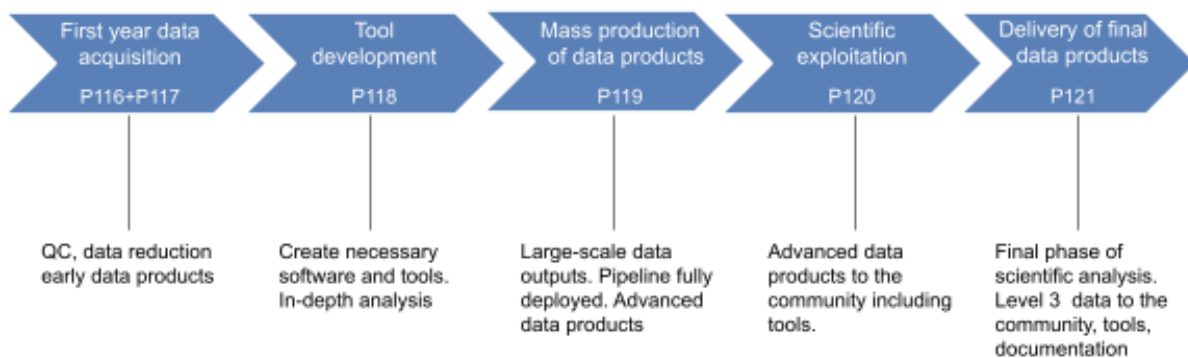 First year data
acquisition
P116+P117
Tool
development
P118
Mass production
of data products
P119
Scientific
exploitation
P120
Delivery of final
data products
P121
QC, data reduction
early data products
Create necessary
software and tools.
In-depth analysis
Large-scale data
outputs. Pipeline fully
deployed. Advanced
data products
Advanced data
products to the
community including
tools.
Final phase of
scientific analysis.
Level 3 data to the
community, tools,
documentation